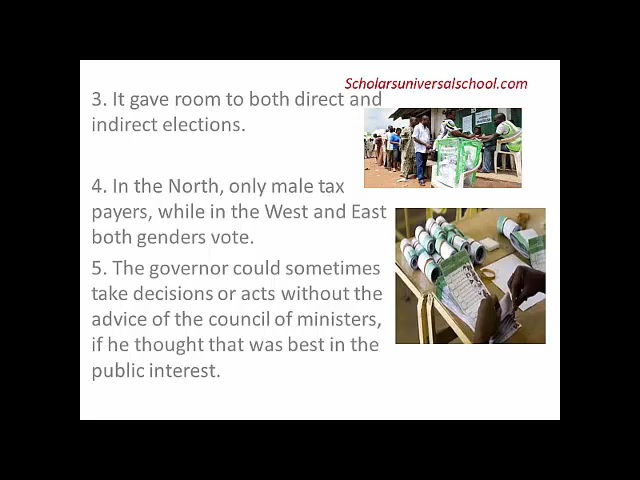 Scholarsuniversalschool.com
3. It gave room to both direct and
indirect elections.
4. In the North, only male tax
payers, while in the West and East
both genders vote.
5. The governor could sometimes
take decisions or acts without the
advice of the council of ministers,
if he thought that was best in the
public interest.